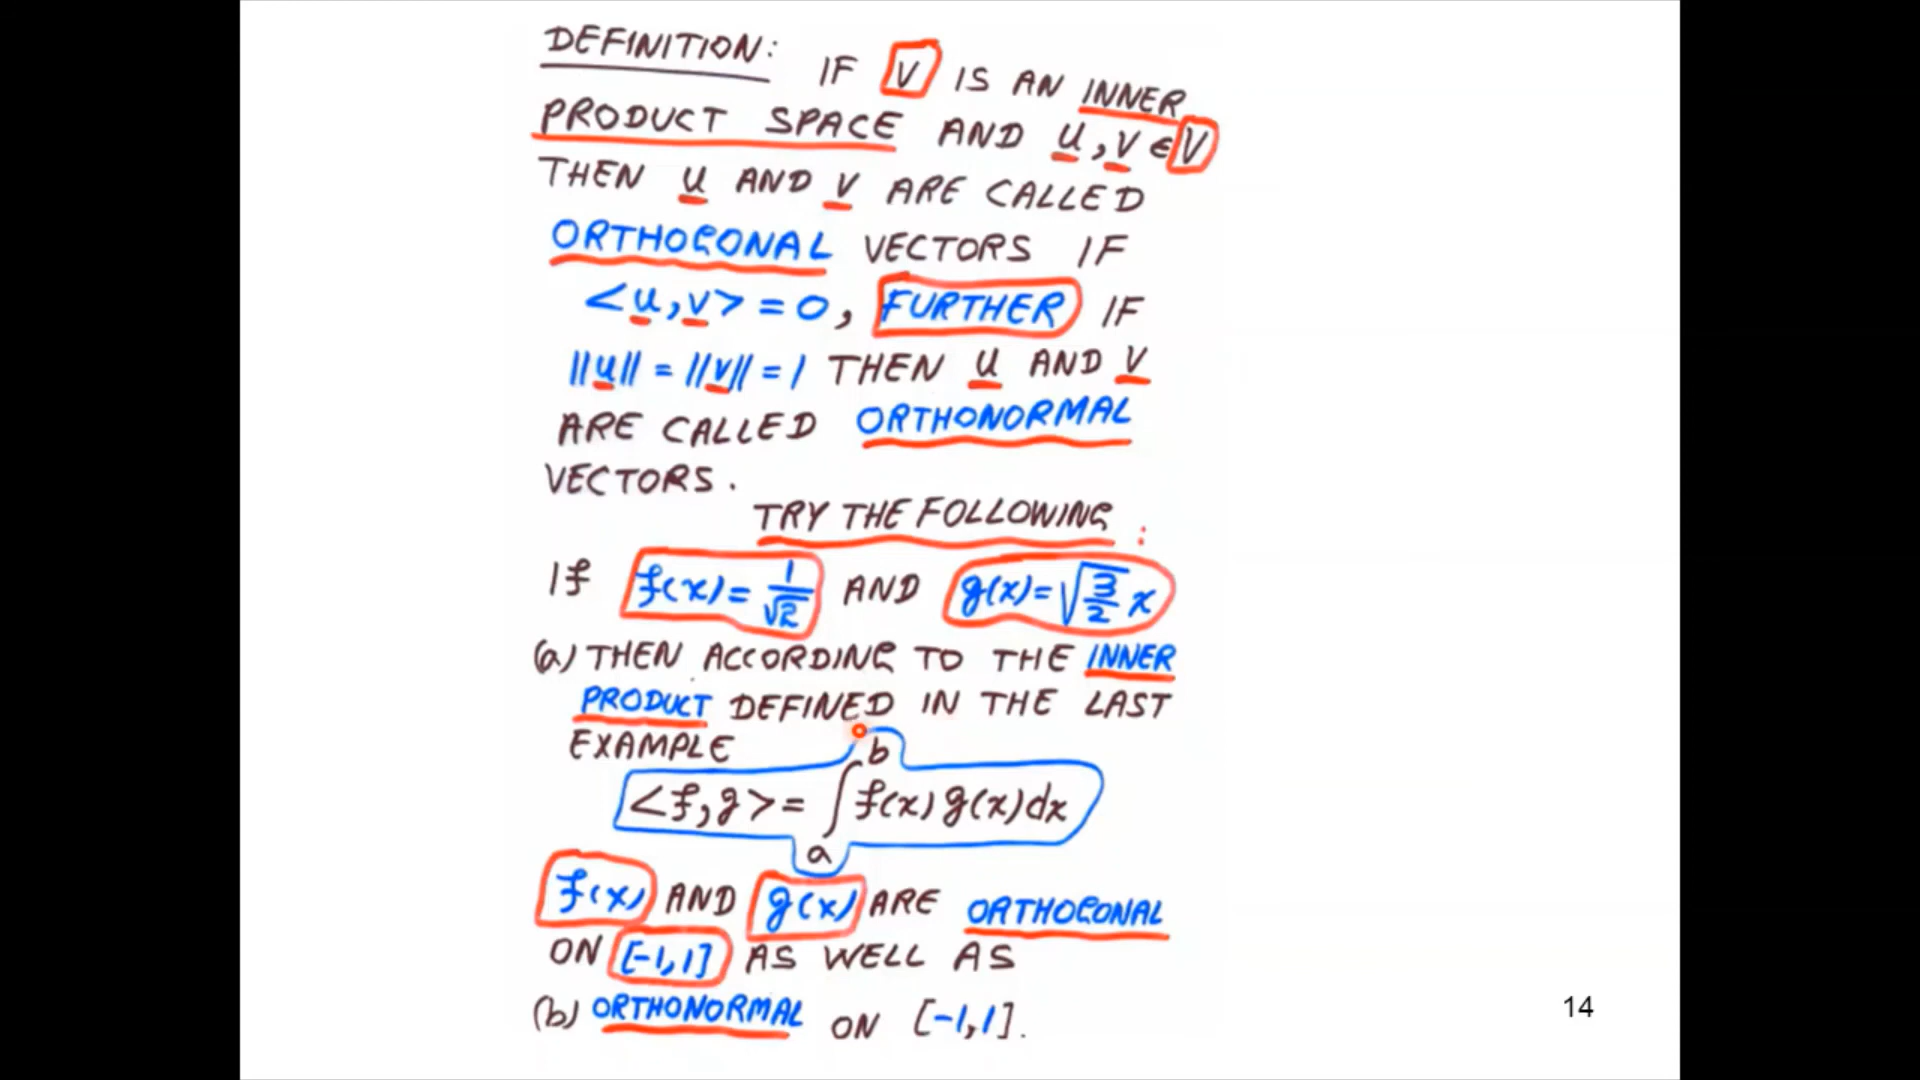 DEFINITION: IF V IS AN INNER
PRODUCT SPACE AND u, v ∈ V
THEN u AND v ARE CALLED
ORTHOGONAL VECTORS IF
<u,v> = 0, FURTHER IF
||u|| = ||v|| = 1 THEN u AND v
ARE CALLED ORTHONORMAL
VECTORS.
TRY THE FOLLOWING :
If f(x) = 1/√2 AND g(x) = √(3/2) x
(a) THEN ACCORDING TO THE INNER
PRODUCT DEFINED IN THE LAST
EXAMPLE
<f,g> = ∫_a^b f(x) g(x) dx
f(x) AND g(x) ARE ORTHOGONAL
ON [-1,1] AS WELL AS
(b) ORTHONORMAL ON [-1,1].
14